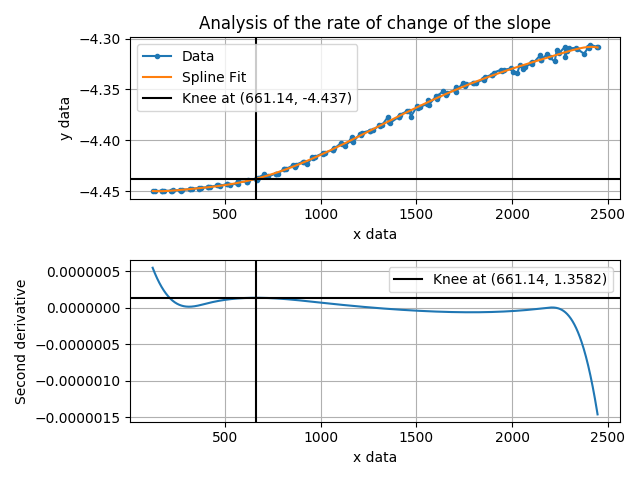 Analysis of the rate of change of the slope
−4.30
−4.35
−4.40
−4.45
y data
Data
Spline Fit
Knee at (661.14, -4.437)
500
1000
1500
2000
2500
x data
0.0000005
0.0000000
−0.0000005
−0.0000010
−0.0000015
Second derivative
Knee at (661.14, 1.3582)
500
1000
1500
2000
2500
x data